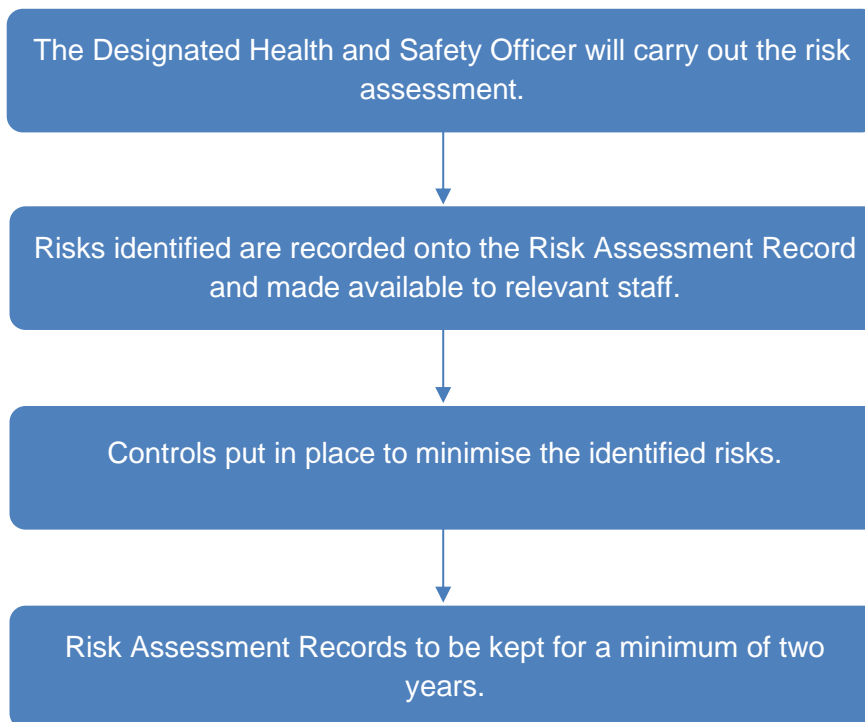 The Designated Health and Safety Officer will carry out the risk
assessment.
Risks identified are recorded onto the Risk Assessment Record
and made available to relevant staff.
Controls put in place to minimise the identified risks.
Risk Assessment Records to be kept for a minimum of two
years.